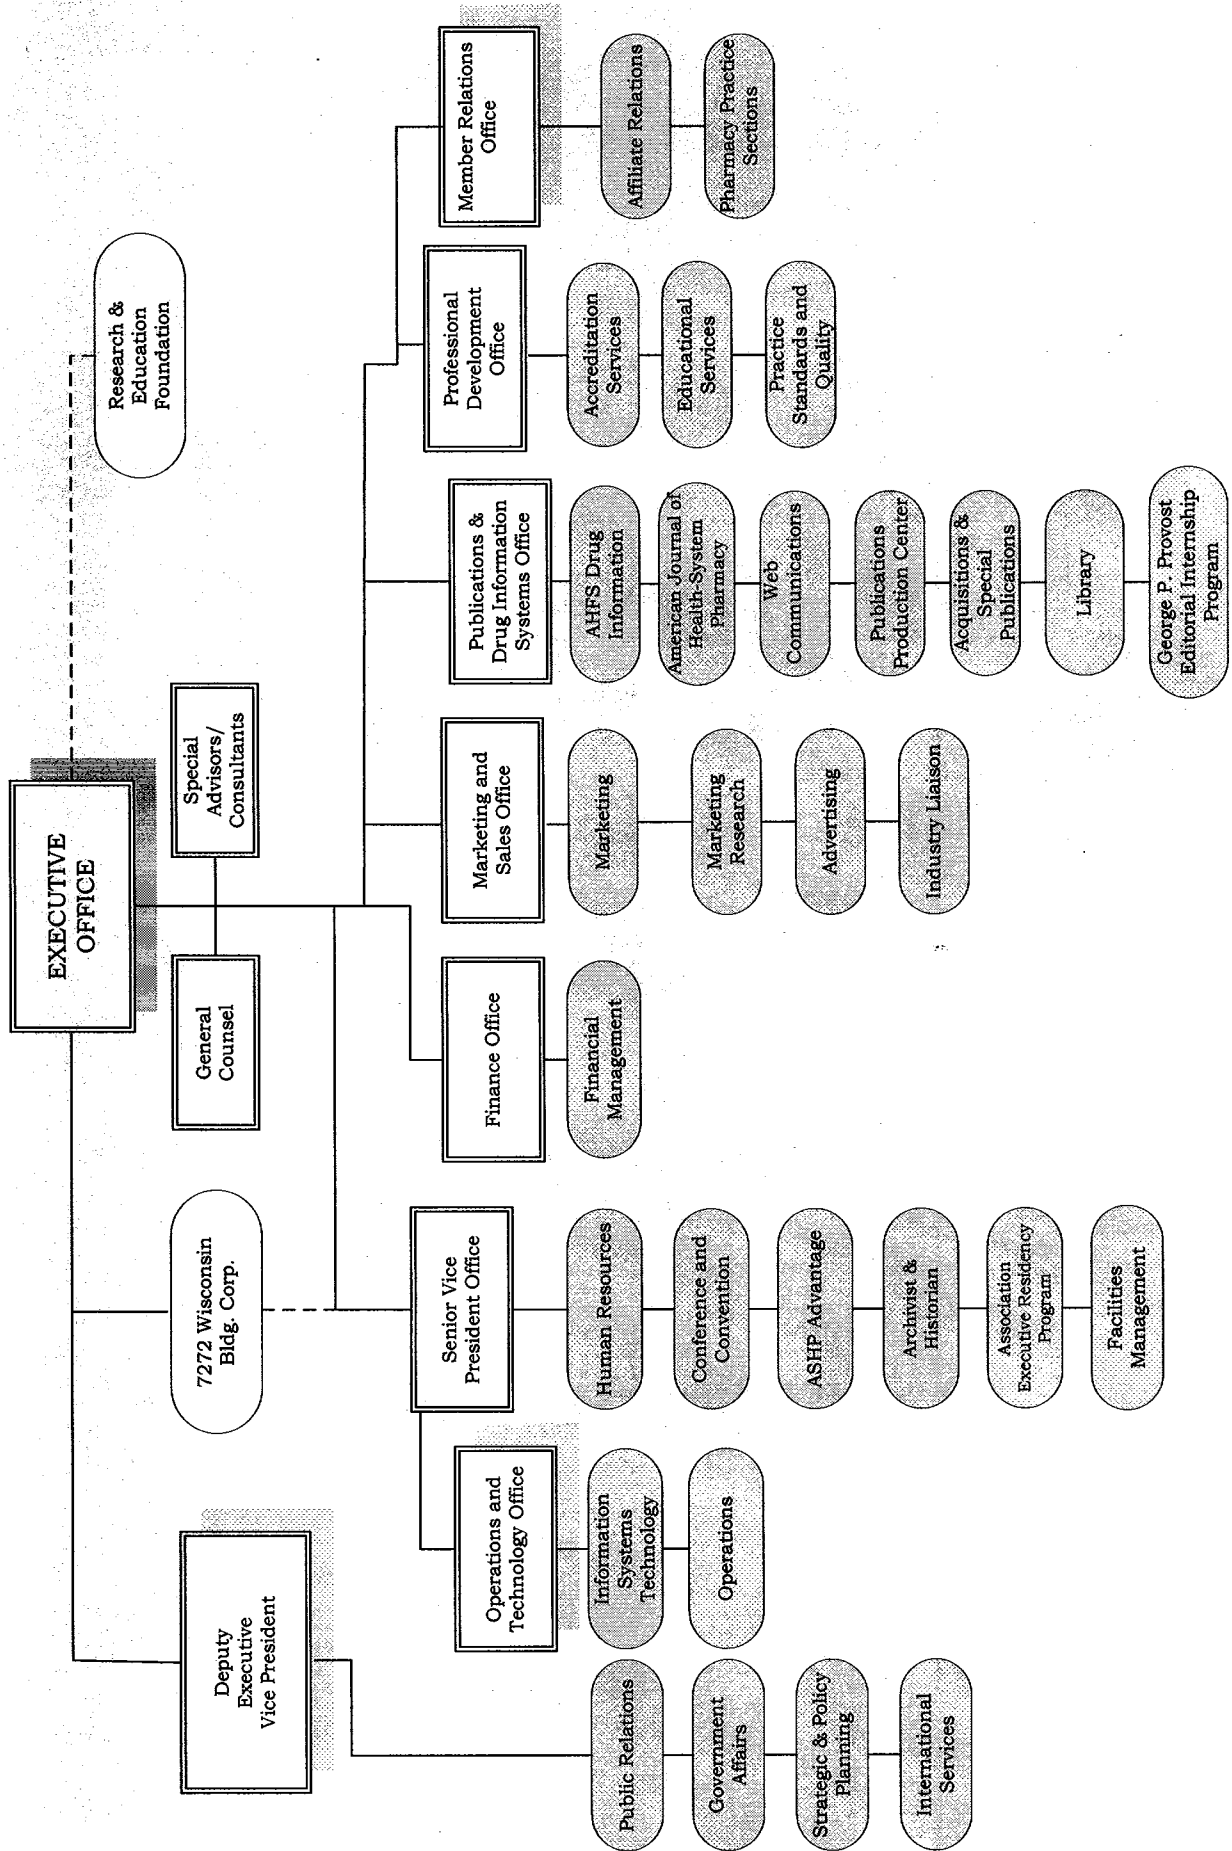 EXECUTIVE
OFFICE
Research &
Education
Foundation
Deputy
Executive
Vice President
7272 Wisconsin
Bldg. Corp.
General
Counsel
Special
Advisors/
Consultants
Operations and
Technology Office
Senior Vice
President Office
Finance Office
Marketing and
Sales Office
Publications &
Drug Information
Systems Office
Professional
Development
Office
Member Relations
Office
Public Relations
Government
Affairs
Strategic & Policy
Planning
International
Services
Information
Systems
Technology
Operations
Human Resources
Conference and
Convention
ASHP Advantage
Archivist &
Historian
Association
Executive Residency
Program
Facilities
Management
Financial
Management
Marketing
Marketing
Research
Advertising
Industry Liaison
AHFS Drug
Information
American Journal of
Health-System
Pharmacy
Web
Communications
Publications
Production Center
Acquisitions &
Special
Publications
Library
George P. Provost
Editorial Internship
Program
Accreditation
Services
Educational
Services
Practice
Standards and
Quality
Affiliate Relations
Pharmacy Practice
Sections